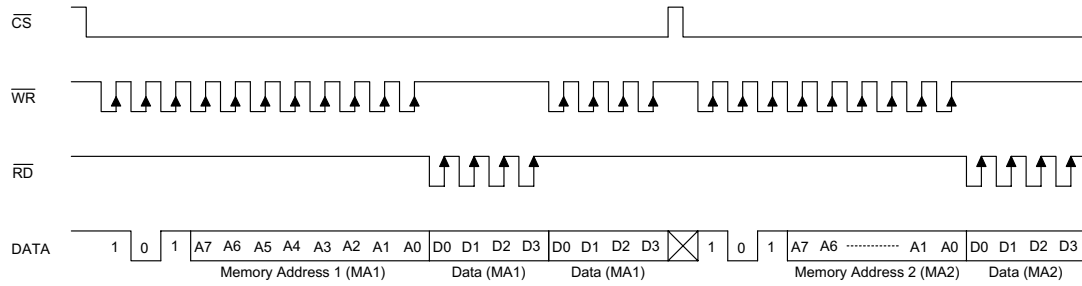 CS
WR
RD
DATA 1 0 1 A7 A6 A5 A4 A3 A2 A1 A0 D0 D1 D2 D3 D0 D1 D2 D3 1 0 1 A7 A6 A1 A0 D0 D1 D2 D3
Memory Address 1 (MA1) Data (MA1) Data (MA1) Memory Address 2 (MA2) Data (MA2)